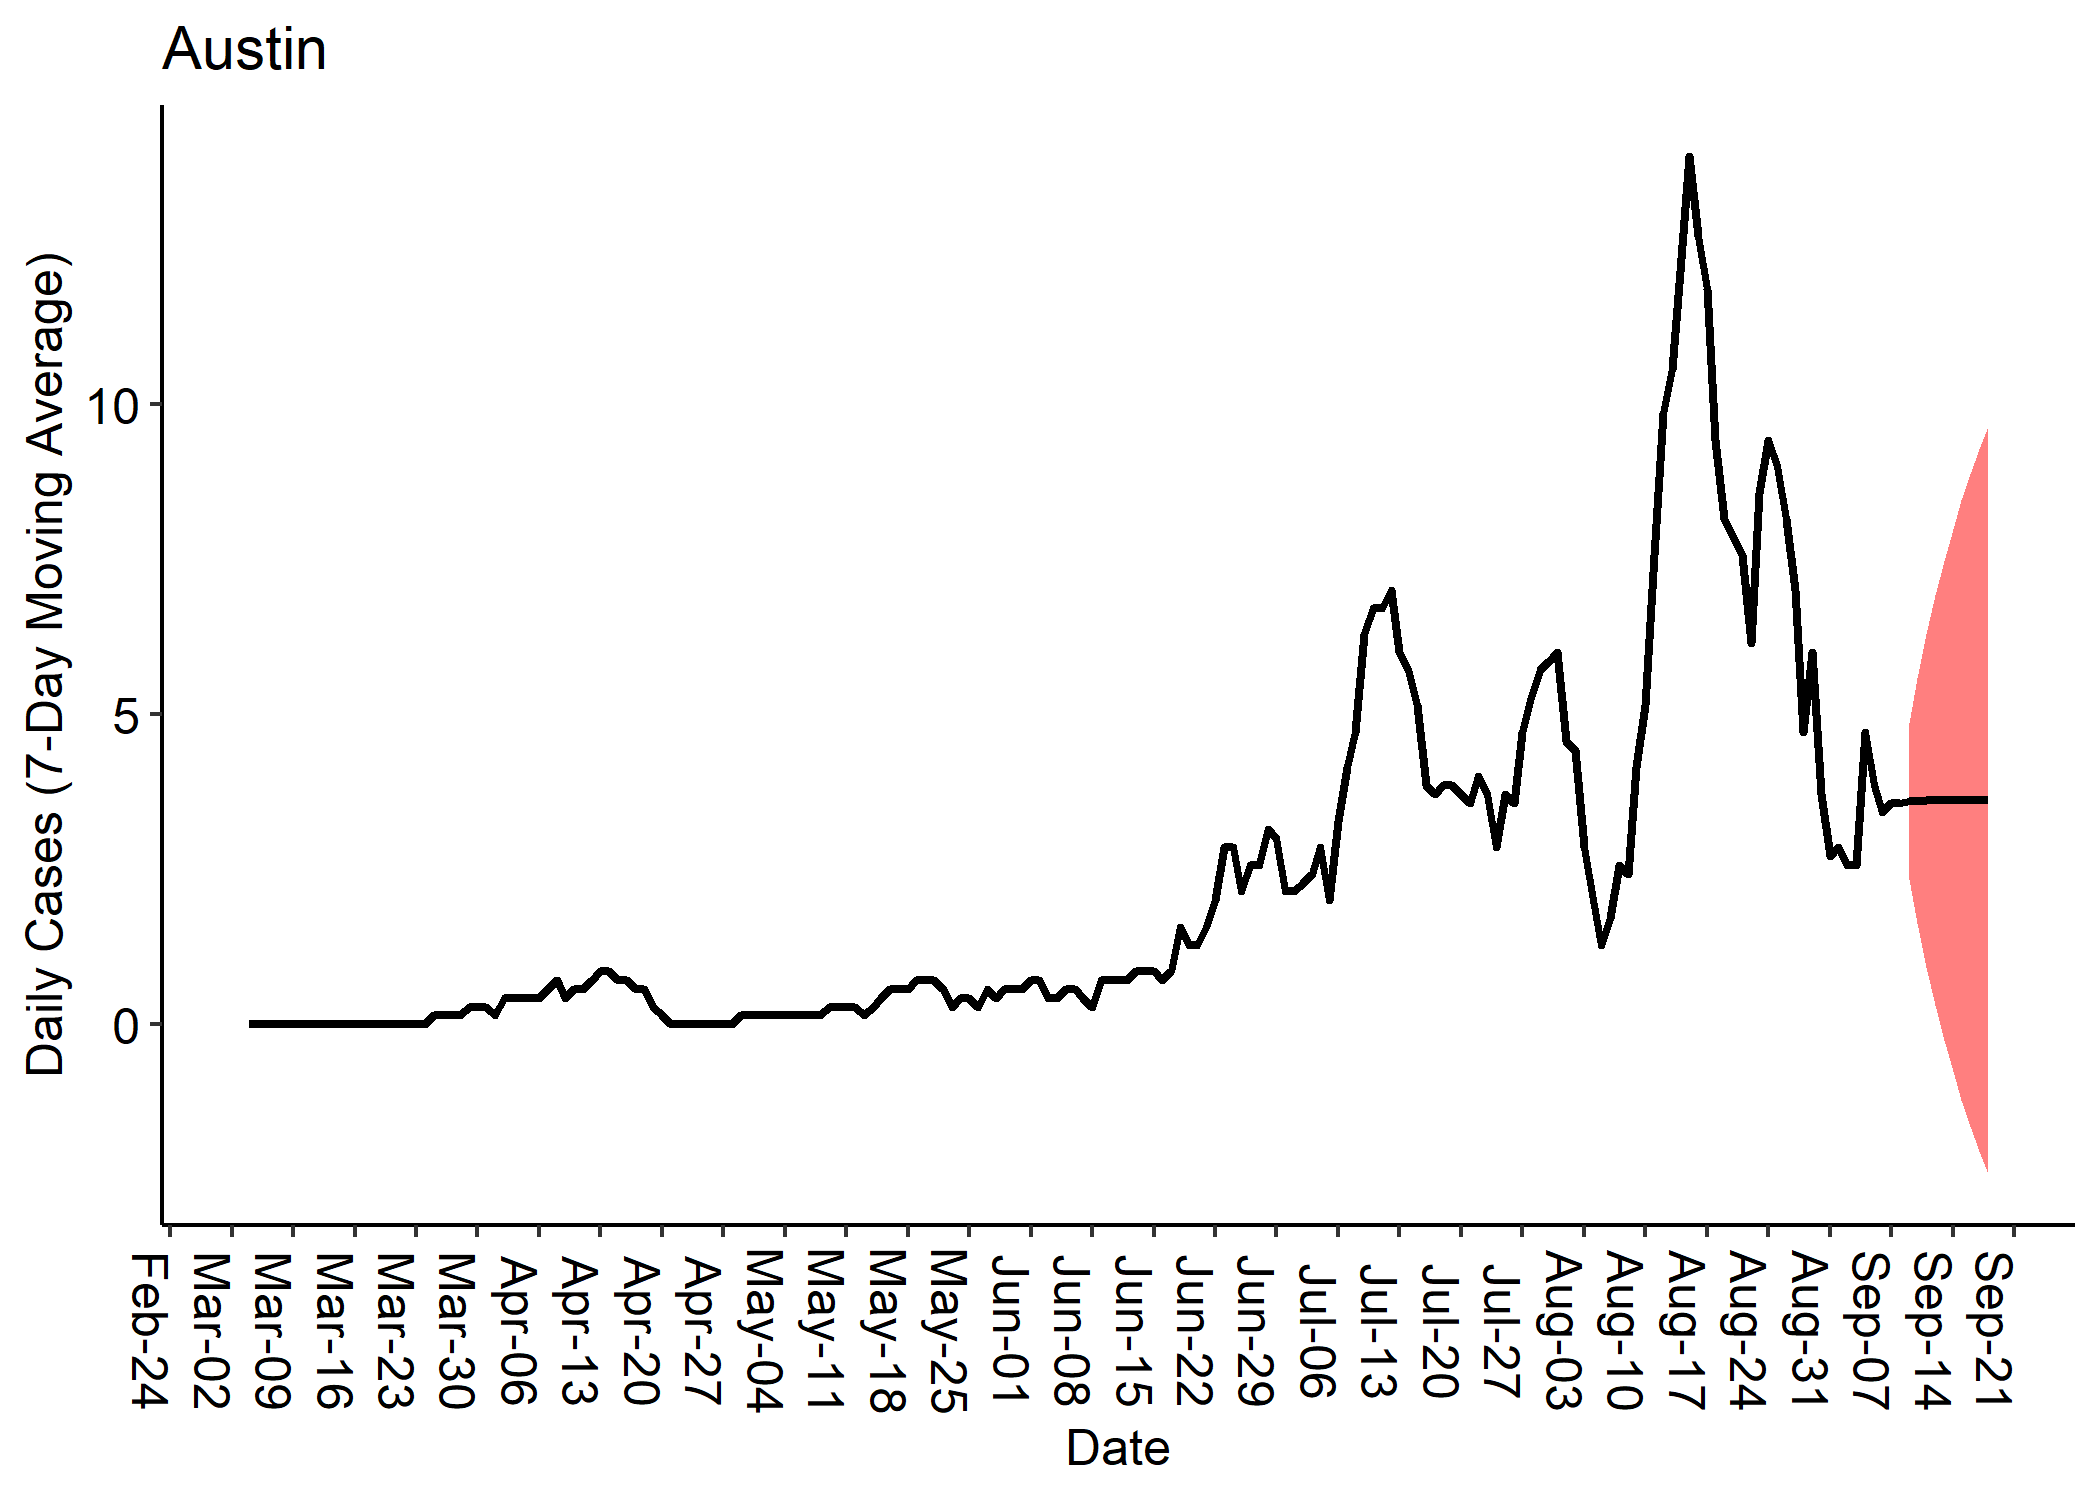 Austin
Daily Cases (7-Day Moving Average)
10
5
0
Feb-24
Mar-02
Mar-09
Mar-16
Mar-23
Mar-30
Apr-06
Apr-13
Apr-20
Apr-27
May-04
May-11
May-18
May-25
Jun-01
Jun-08
Jun-15
Jun-22
Jun-29
Jul-06
Jul-13
Jul-20
Jul-27
Aug-03
Aug-10
Aug-17
Aug-24
Aug-31
Sep-07
Sep-14
Sep-21
Date